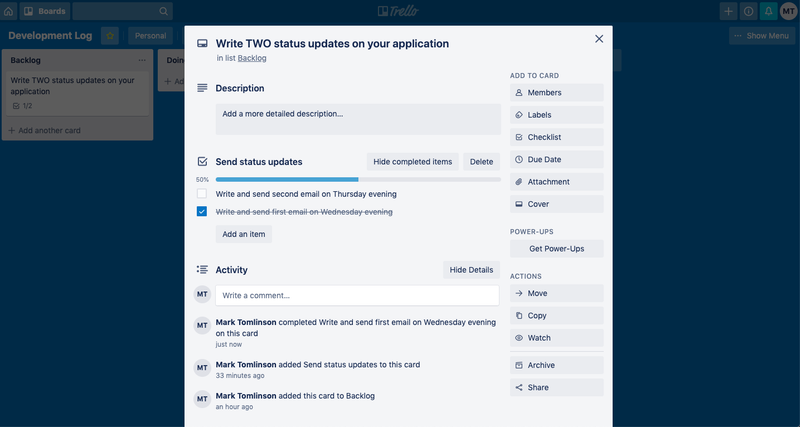 Boards
Trello
MT
Development Log
Personal
Show Menu
Backlog
Write TWO status updates on your
application
1/2
Add another card
Write TWO status updates on your application
in list Backlog
Description
Add a more detailed description...
Send status updates
Hide completed items
Delete
50%
Write and send second email on Thursday evening
Write and send first email on Wednesday evening
Add an item
Activity
Hide Details
MT
Write a comment...
MT
Mark Tomlinson completed Write and send first email on Wednesday evening
on this card
just now
MT
Mark Tomlinson added Send status updates to this card
33 minutes ago
MT
Mark Tomlinson added this card to Backlog
an hour ago
ADD TO CARD
Members
Labels
Checklist
Due Date
Attachment
Cover
POWER-UPS
Get Power-Ups
ACTIONS
Move
Copy
Watch
Archive
Share